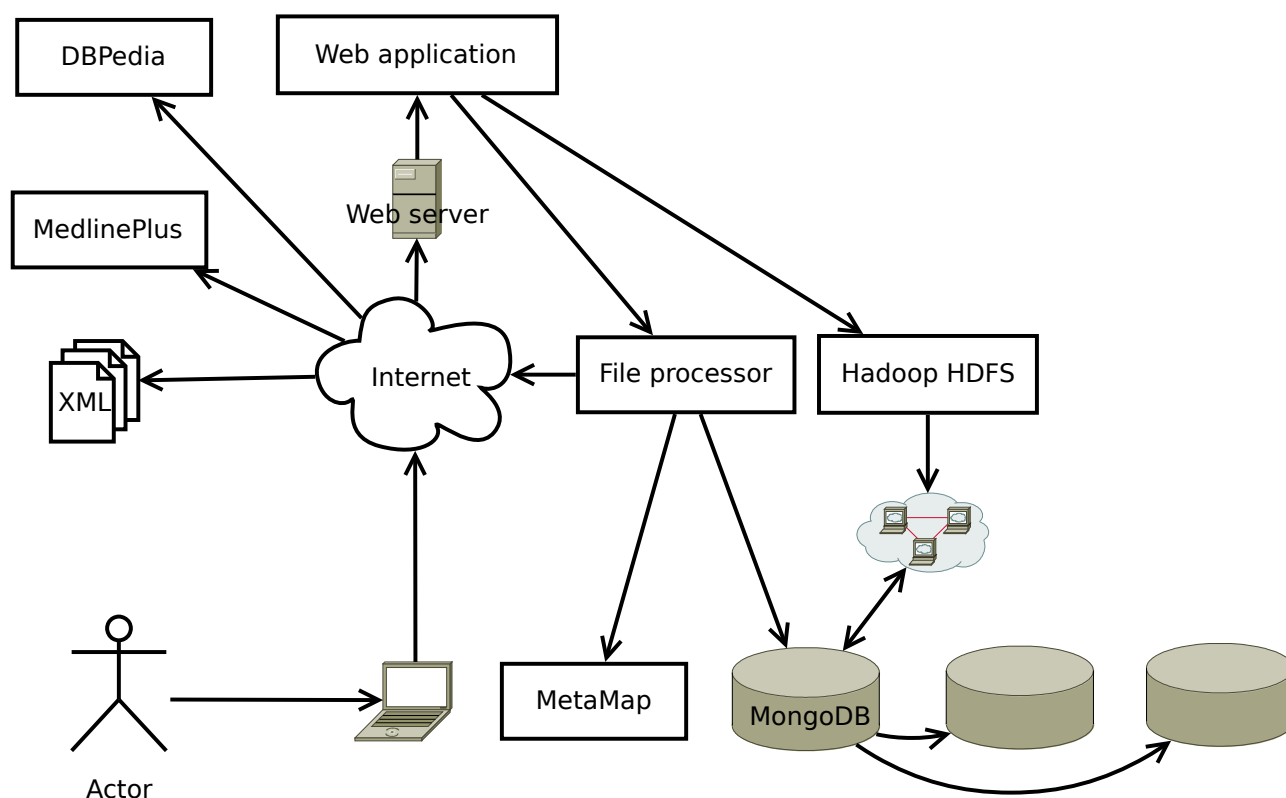 DBPedia
Web application
Web server
MedlinePlus
XML
Internet
File processor
Hadoop HDFS
MetaMap
MongoDB
Actor